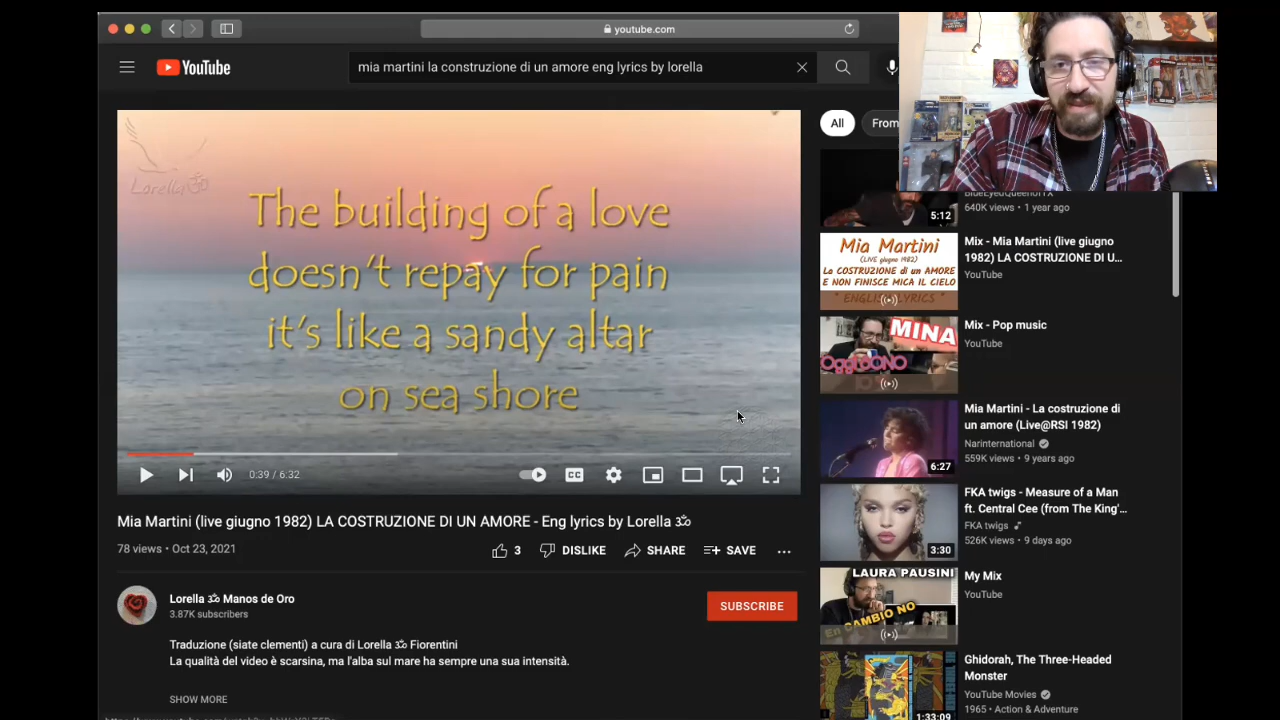 youtube.com
YouTube
mia martini la construzione di un amore eng lyrics by lorella
All
From
Lorella ૐ
The building of a love
doesn't repay for pain
it's like a sandy altar
on sea shore
0:39 / 6:32
CC
Mia Martini (live giugno 1982) LA COSTRUZIONE DI UN AMORE - Eng lyrics by Lorella ૐ
78 views • Oct 23, 2021
3
DISLIKE
SHARE
SAVE
Lorella ૐ Manos de Oro
3.87K subscribers
SUBSCRIBE
Traduzione (siate clementi) a cura di Lorella ૐ Fiorentini
La qualità del video è scarsina, ma l'alba sul mare ha sempre una sua intensità.
SHOW MORE
5:12
BlueEyedQueenofTX
640K views • 1 year ago
Mia Martini
(LIVE giugno 1982)
La COSTRUZIONE di un AMORE
E NON FINISCE MICA IL CIELO
* ENGLISH LYRICS *
Mix - Mia Martini (live giugno
1982) LA COSTRUZIONE DI U...
YouTube
MINA
OggiSONO
Mix - Pop music
YouTube
6:27
Mia Martini - La costruzione di
un amore (Live@RSI 1982)
Narinternational
559K views • 9 years ago
3:30
FKA twigs - Measure of a Man
ft. Central Cee (from The King'...
FKA twigs
526K views • 9 days ago
LAURA PAUSINI
En CAMBIO NO
My Mix
YouTube
1:33:09
Ghidorah, The Three-Headed
Monster
YouTube Movies
1965 • Action & Adventure